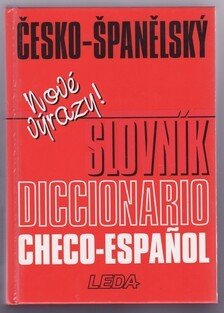 ČESKO-ŠPANĚLSKÝ
Nové
výrazy!
SLOVNÍK
DICCIONARIO
CHECO-ESPAÑOL
LEDA